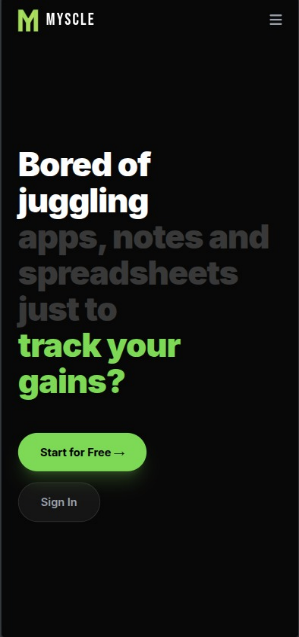 MYSCLE
Bored of
juggling
apps, notes and
spreadsheets
just to
track your
gains?
Start for Free →
Sign In